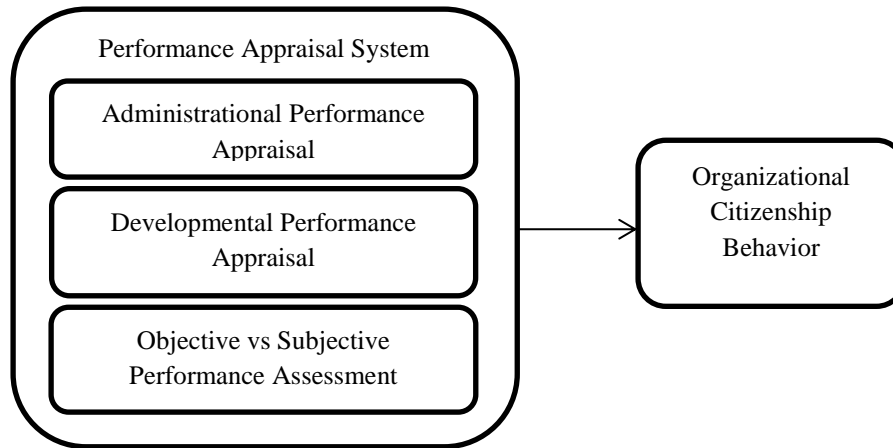 Performance Appraisal System
Administrational Performance
Appraisal
Developmental Performance
Appraisal
Objective vs Subjective
Performance Assessment
Organizational
Citizenship
Behavior